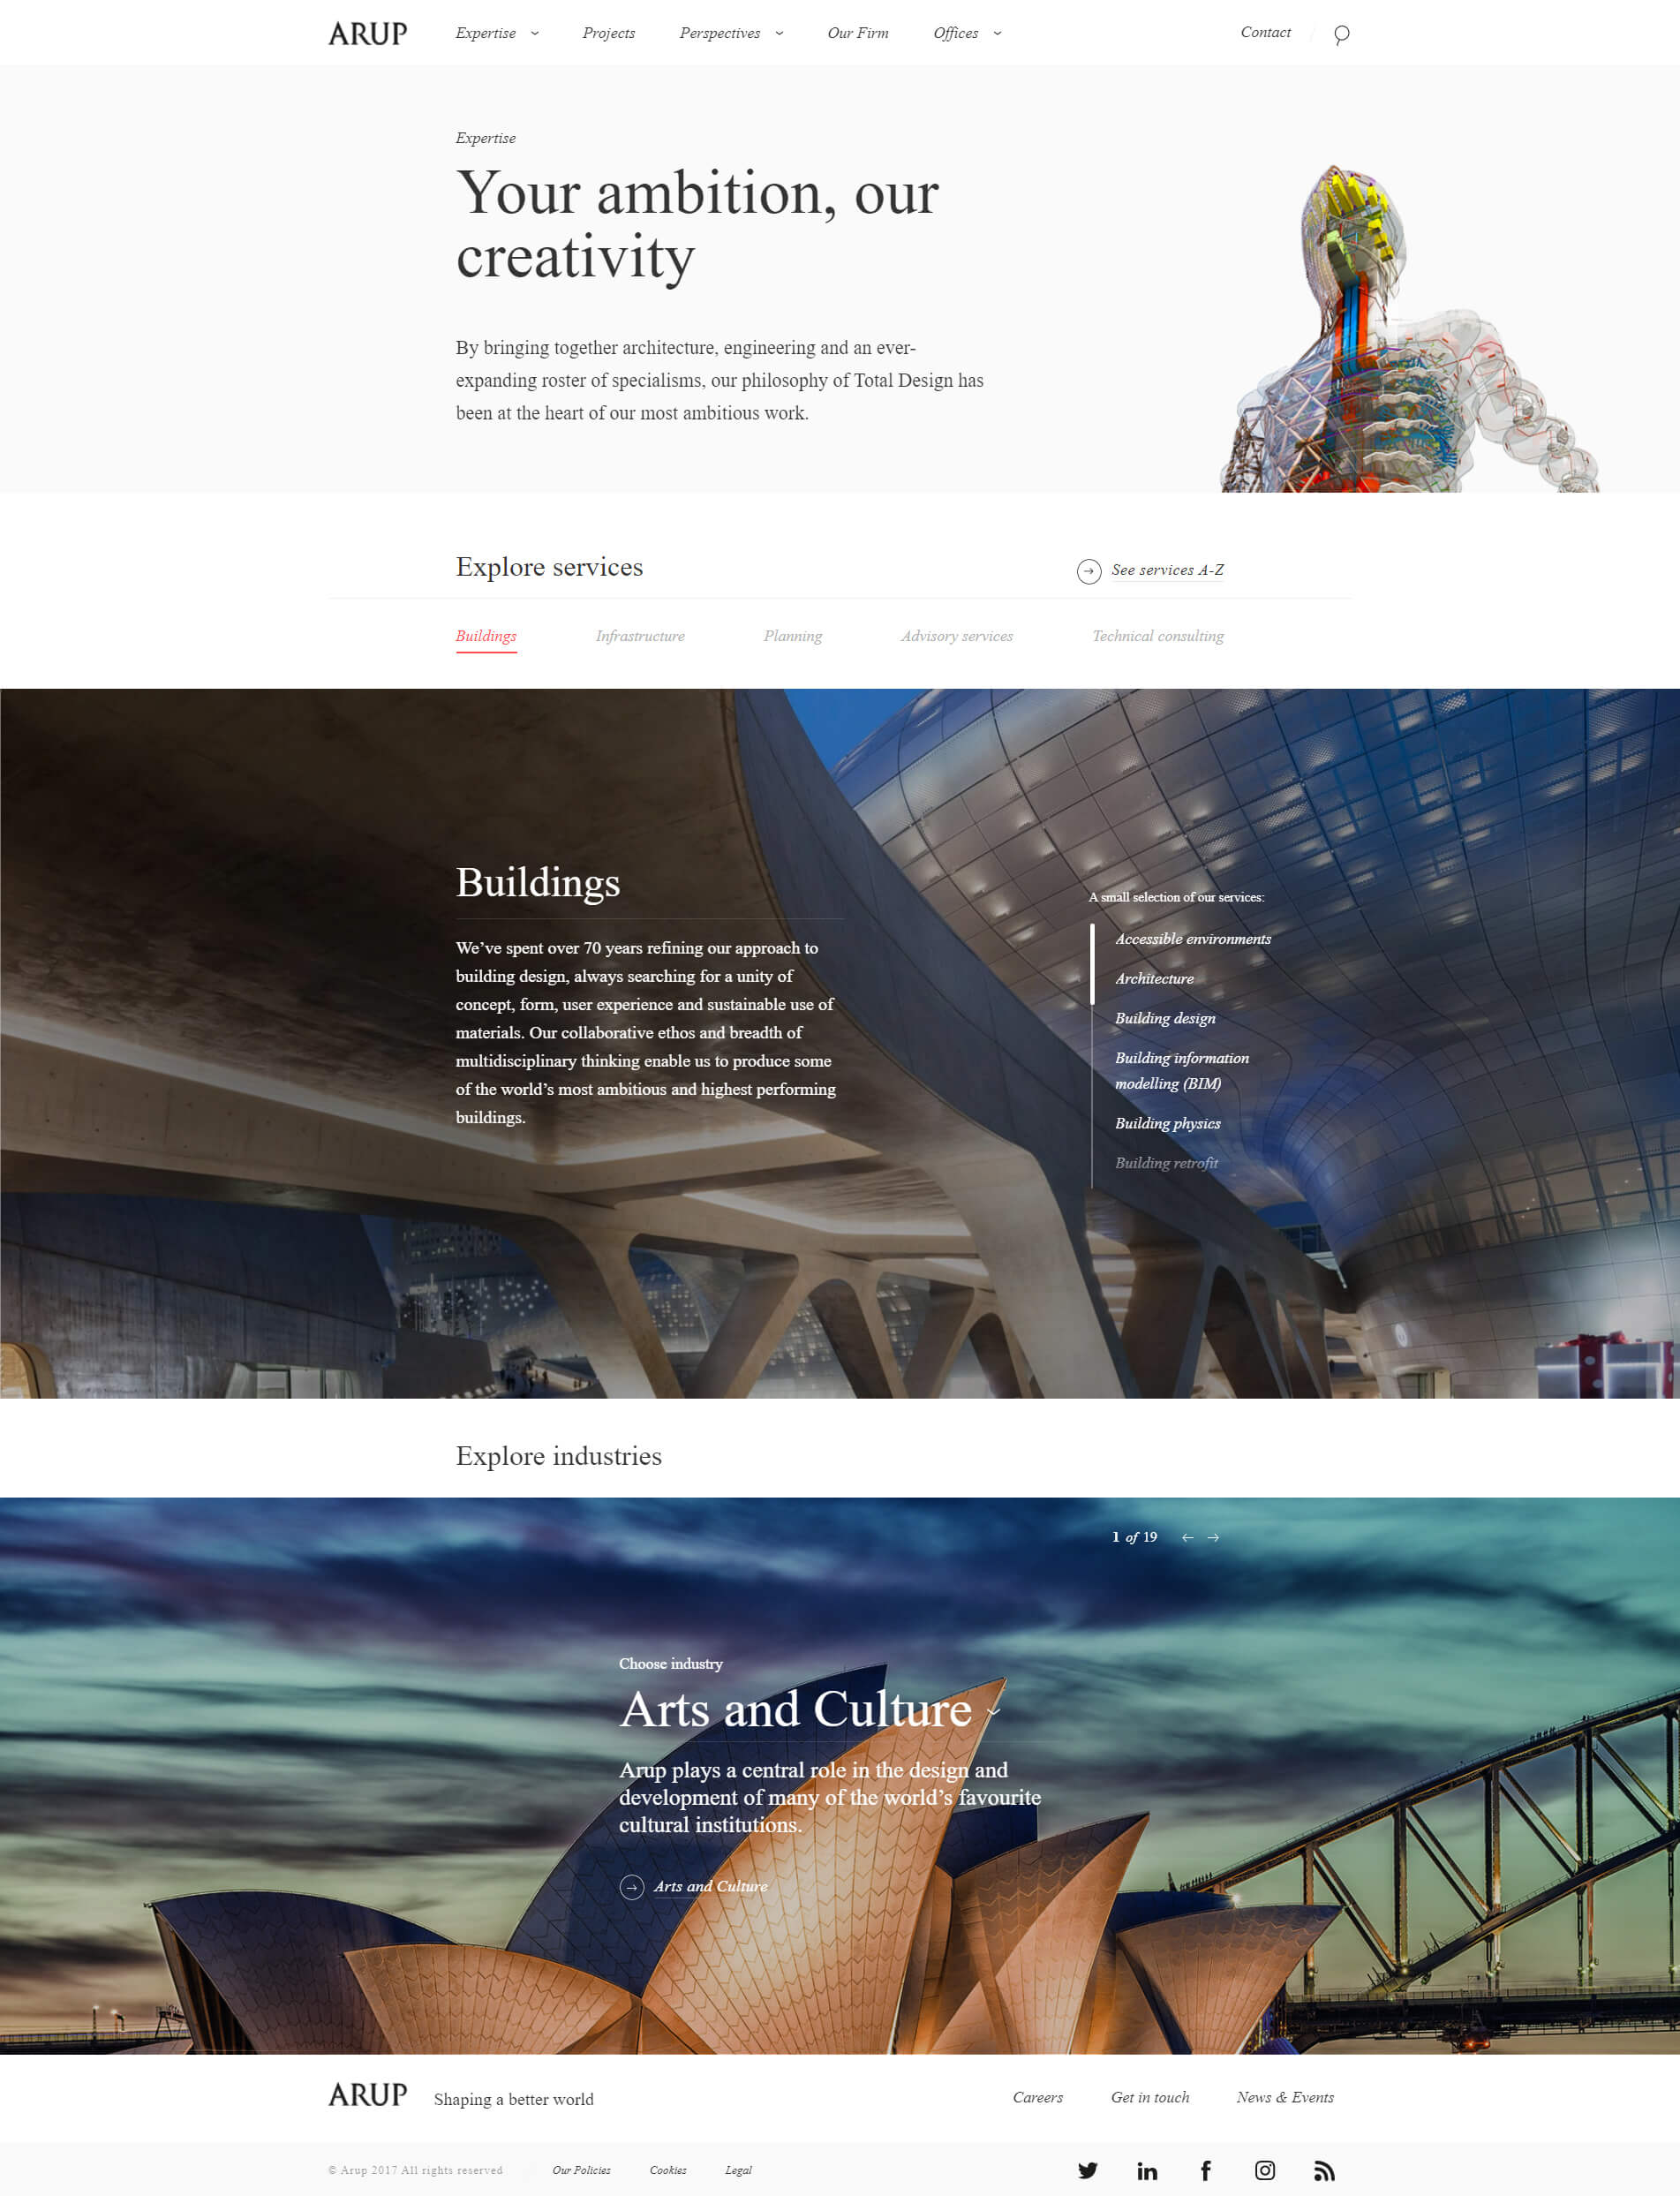 ARUP
Expertise
Projects
Perspectives
Our Firm
Offices
Contact
Expertise
Your ambition, our
creativity
By bringing together architecture, engineering and an ever-
expanding roster of specialisms, our philosophy of Total Design has
been at the heart of our most ambitious work.
Explore services
See services A-Z
Buildings
Infrastructure
Planning
Advisory services
Technical consulting
Buildings
We’ve spent over 70 years refining our approach to
building design, always searching for a unity of
concept, form, user experience and sustainable use of
materials. Our collaborative ethos and breadth of
multidisciplinary thinking enable us to produce some
of the world’s most ambitious and highest performing
buildings.
A small selection of our services:
Accessible environments
Architecture
Building design
Building information
modelling (BIM)
Building physics
Building retrofit
Explore industries
1 of 19
Choose industry
Arts and Culture
Arup plays a central role in the design and
development of many of the world’s favourite
cultural institutions.
Arts and Culture
ARUP
Shaping a better world
Careers
Get in touch
News & Events
© Arup 2017 All rights reserved
Our Policies
Cookies
Legal